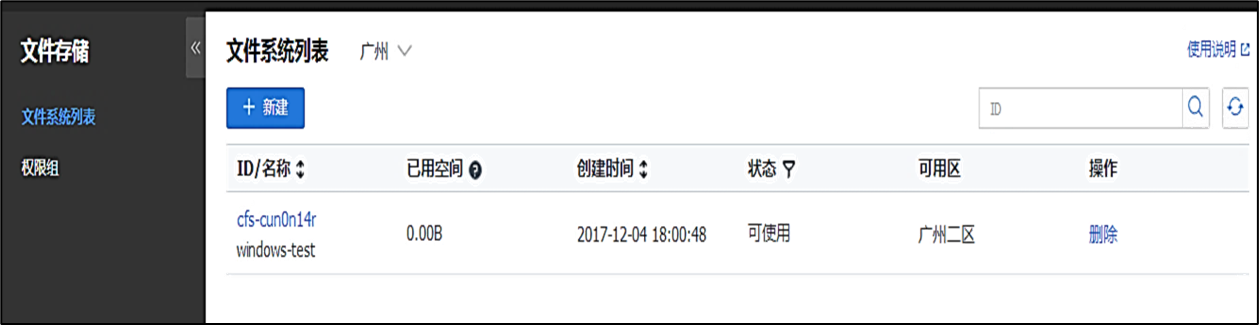 文件存储
文件系统列表
权限组
文件系统列表 广州
使用说明
+ 新建
ID
ID/名称 已用空间 ? 创建时间 状态 可用区 操作
cfs-cun0n14r
windows-test
0.00B 2017-12-04 18:00:48 可使用 广州二区 删除